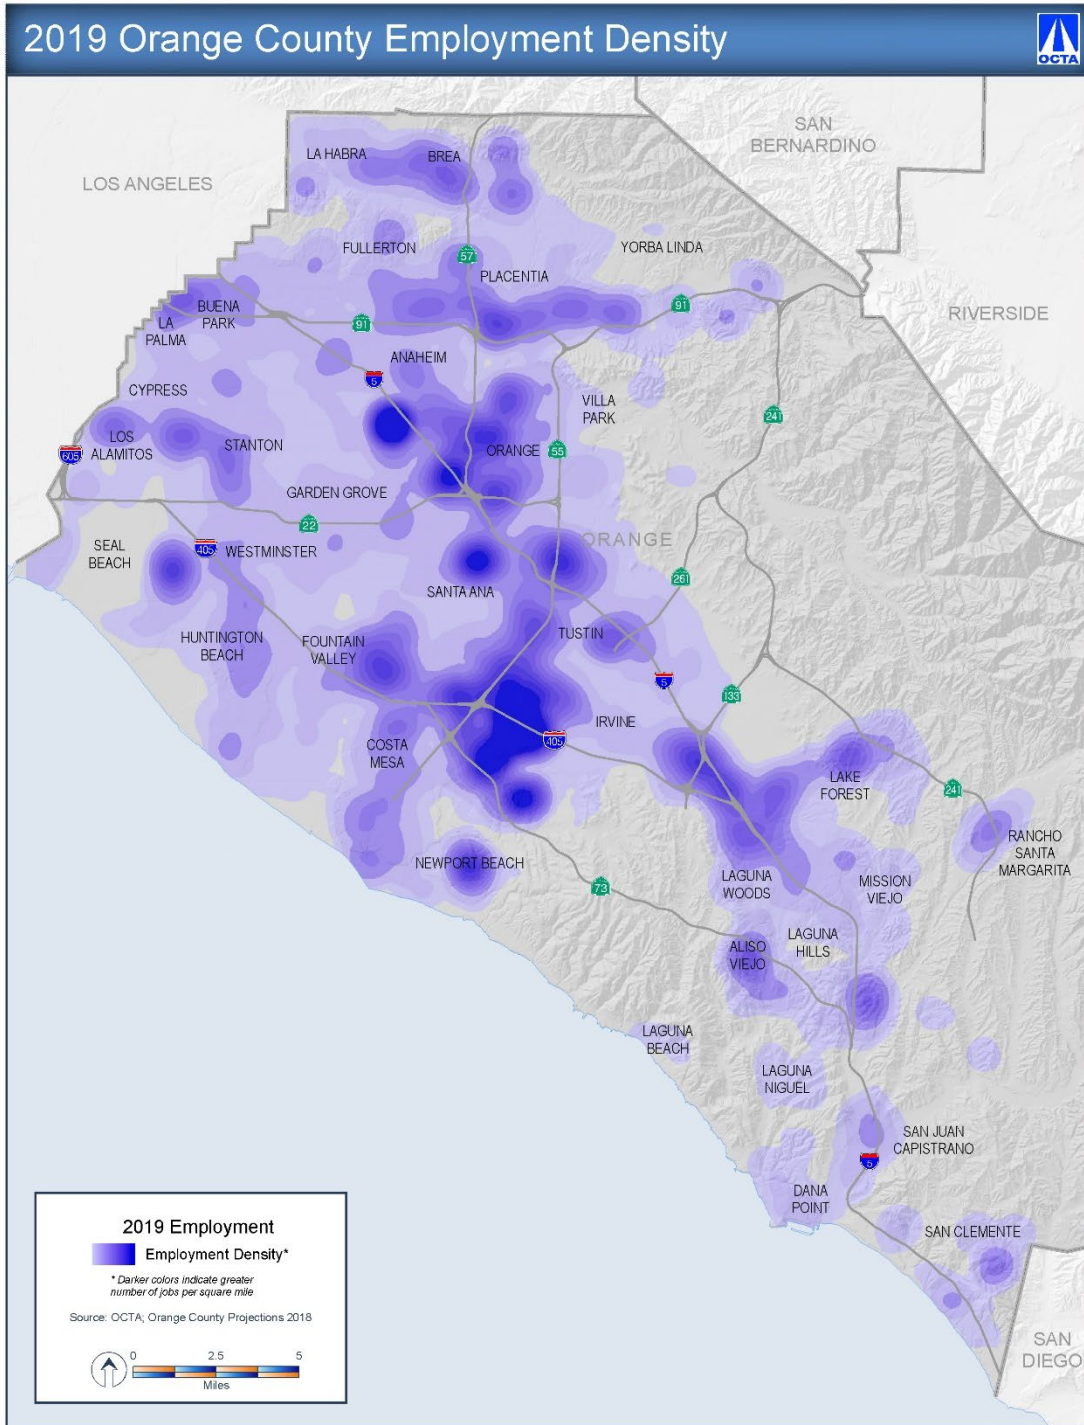 2019 Orange County Employment Density
OCTA
SAN
BERNARDINO
LOS ANGELES
LA HABRA
BREA
FULLERTON
57
YORBA LINDA
PLACENTIA
91
RIVERSIDE
BUENA
PARK
LA
PALMA
91
ANAHEIM
5
CYPRESS
VILLA
PARK
241
LOS
ALAMITOS
605
STANTON
ORANGE
55
GARDEN GROVE
22
SEAL
BEACH
405
WESTMINSTER
ORANGE
SANTA ANA
261
HUNTINGTON
BEACH
FOUNTAIN
VALLEY
TUSTIN
5
133
IRVINE
405
COSTA
MESA
LAKE
FOREST
241
RANCHO
SANTA
MARGARITA
NEWPORT BEACH
73
LAGUNA
WOODS
MISSION
VIEJO
LAGUNA
HILLS
ALISO
VIEJO
LAGUNA
BEACH
LAGUNA
NIGUEL
SAN JUAN
CAPISTRANO
5
DANA
POINT
SAN CLEMENTE
SAN
DIEGO
2019 Employment
Employment Density*
* Darker colors indicate greater
number of jobs per square mile
Source: OCTA; Orange County Projections 2018
0 2.5 5
Miles